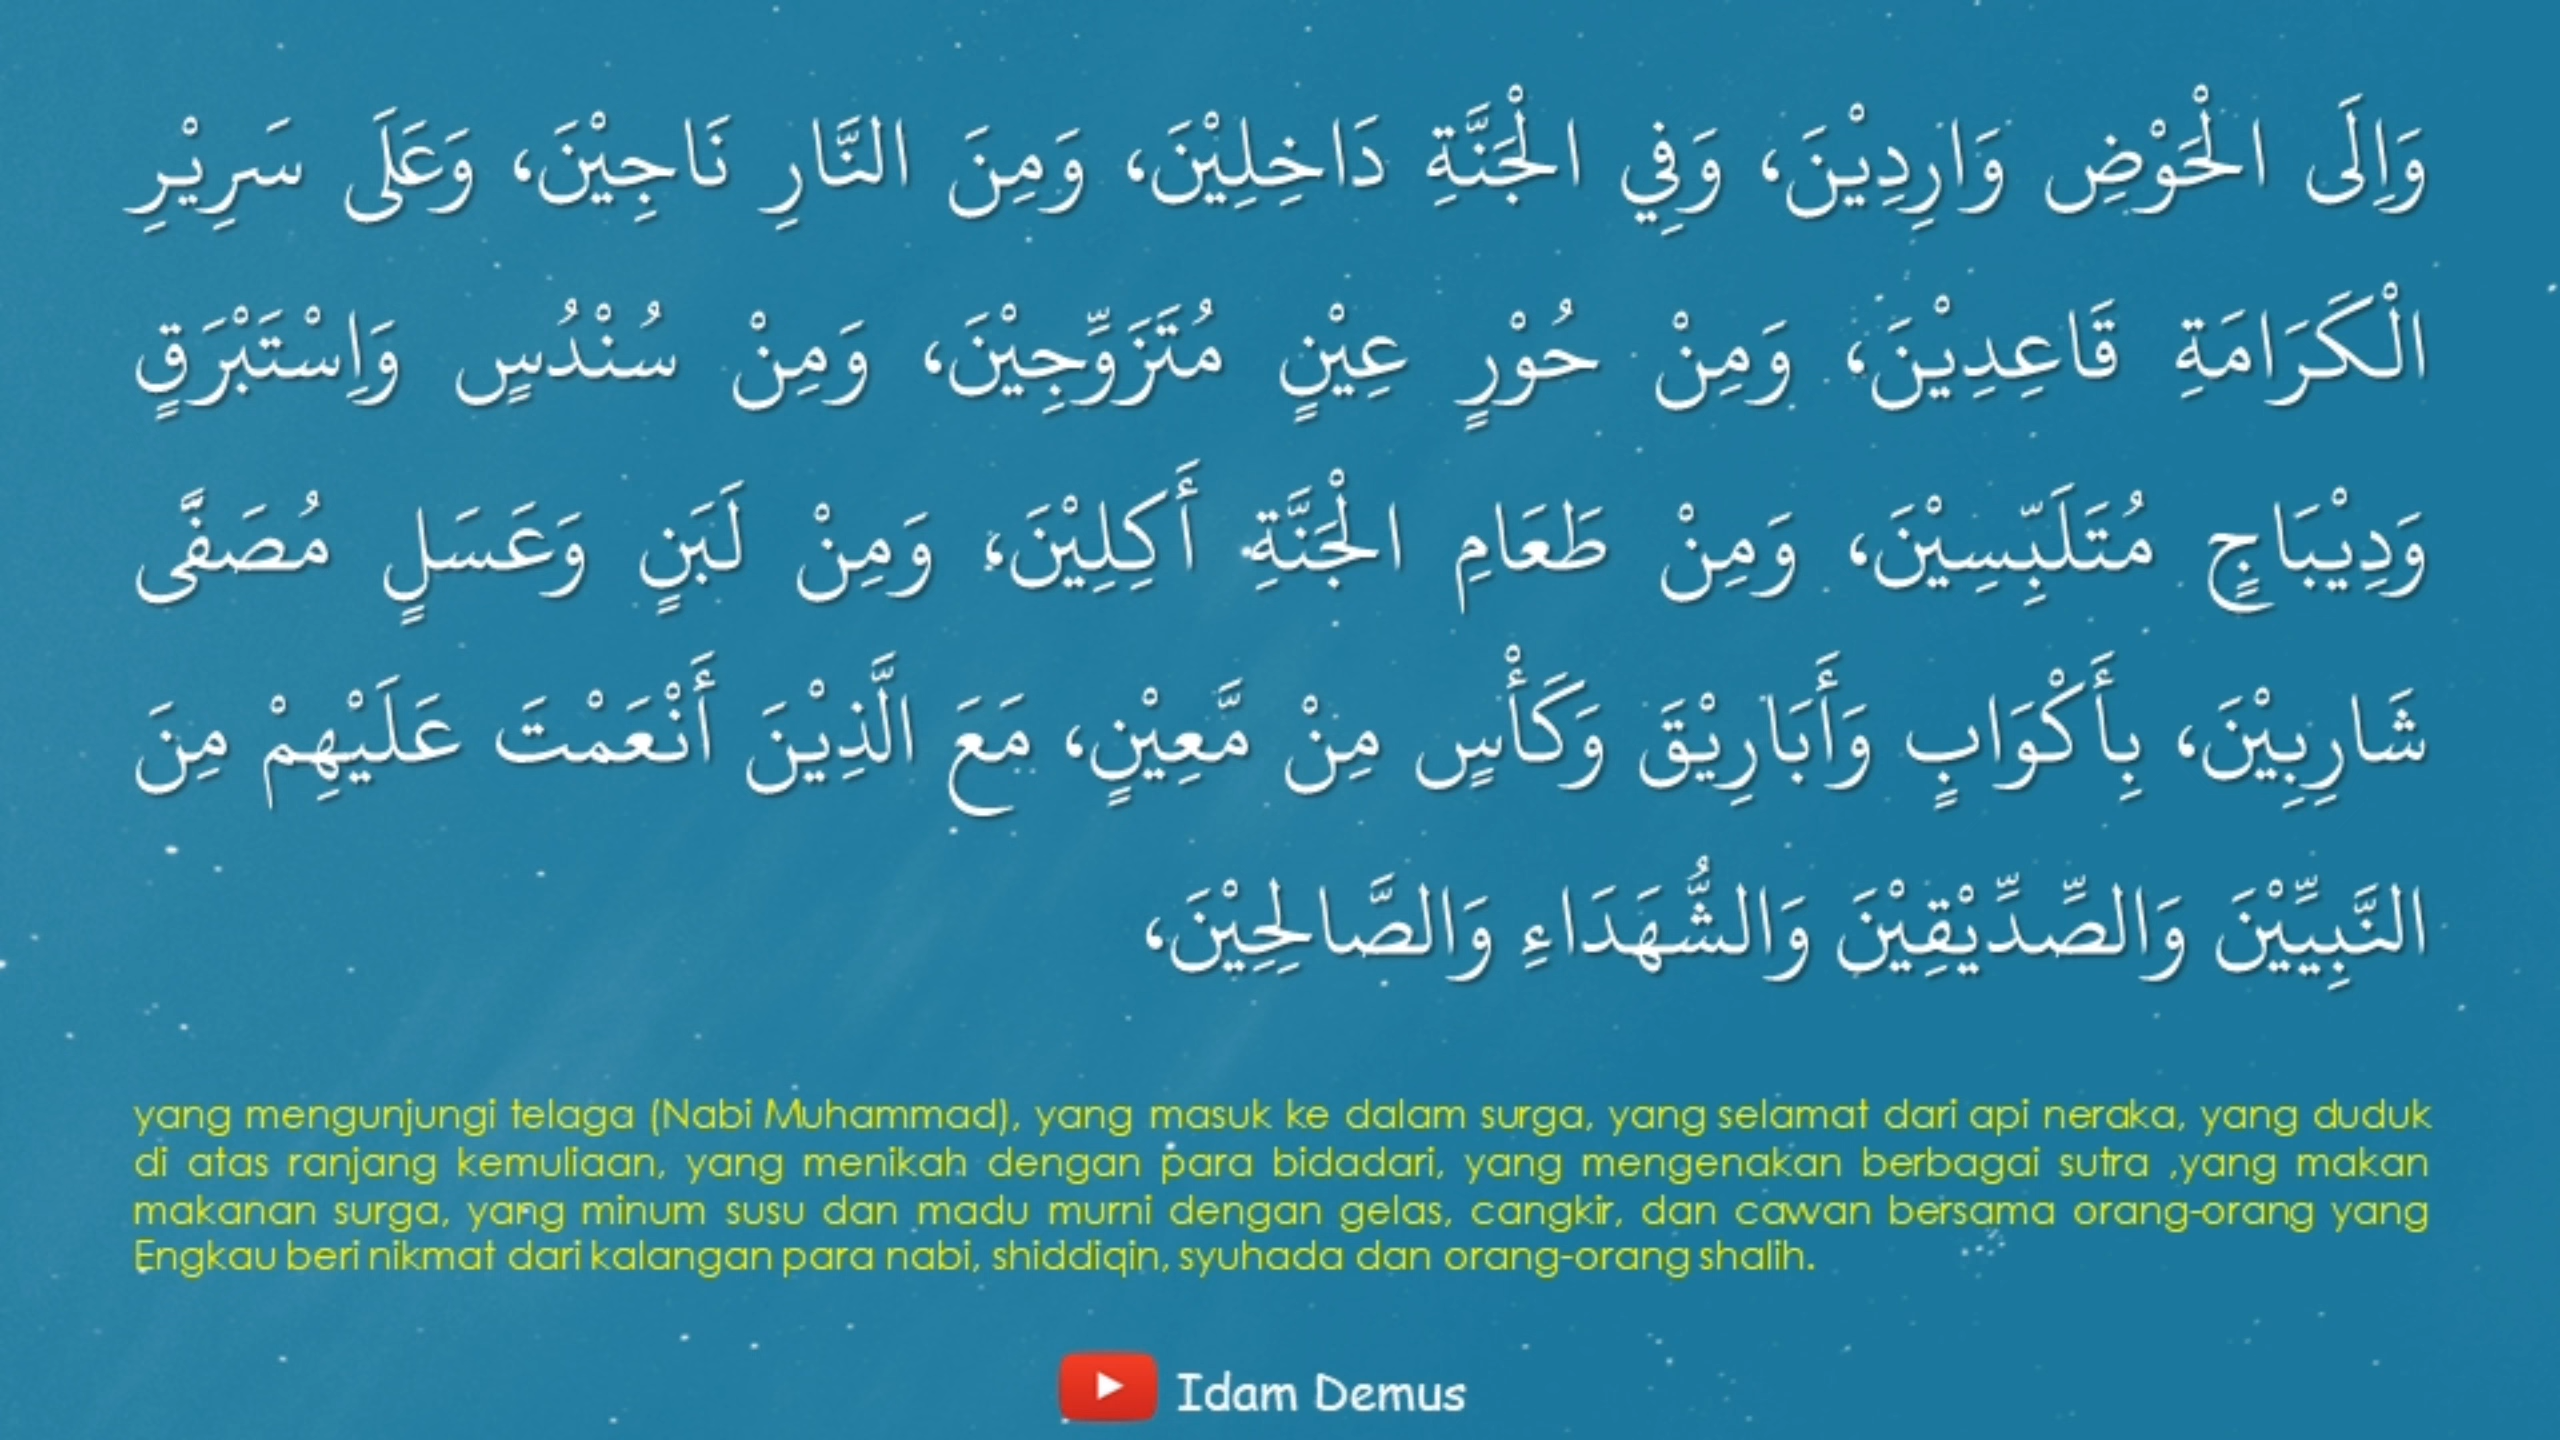 وَاِلَى الْحَوْضِ وَارِدِيْنَ، وَفِي الْجَنَّةِ دَاخِلِيْنَ، وَمِنَ النَّارِ نَاجِيْنَ، وَعَلَى سَرِيْرِ
الْكَرَامَةِ قَاعِدِيْنَ، وَمِنْ حُوْرٍ عِيْنٍ مُتَزَوِّجِيْنَ، وَمِنْ سُنْدُسٍ وَاِسْتَبْرَقٍ
وَدِيْبَاجٍ مُتَلَبِّسِيْنَ، وَمِنْ طَعَامِ الْجَنَّةِ أَكِلِيْنَ، وَمِنْ لَبَنٍ وَعَسَلٍ مُصَفًّى
شَارِبِيْنَ، بِأَكْوَابٍ وَأَبَارِيْقَ وَكَأْسٍ مِنْ مَّعِيْنٍ، مَعَ الَّذِيْنَ أَنْعَمْتَ عَلَيْهِمْ مِنَ
النَّبِيِّيْنَ وَالصِّدِّيْقِيْنَ وَالشُّهَدَاءِ وَالصَّالِحِيْنَ،
yang mengunjungi telaga (Nabi Muhammad), yang masuk ke dalam surga, yang selamat dari api neraka, yang duduk
di atas ranjang kemuliaan, yang menikah dengan para bidadari, yang mengenakan berbagai sutra ,yang makan
makanan surga, yang minum susu dan madu murni dengan gelas, cangkir, dan cawan bersama orang-orang yang
Engkau beri nikmat dari kalangan para nabi, shiddiqin, syuhada dan orang-orang shalih.
Idam Demus